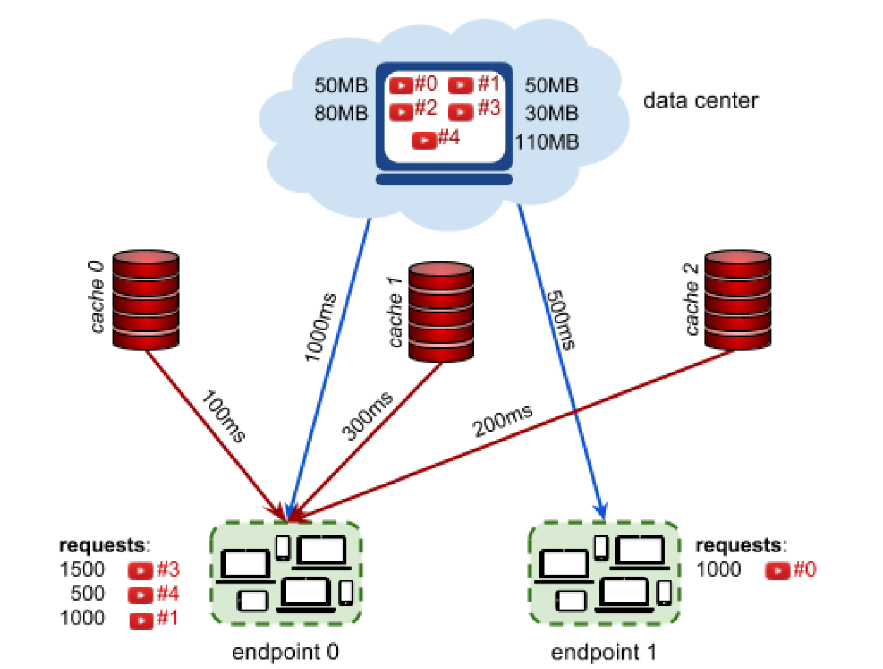 50MB #0 #1 50MB
80MB #2 #3 30MB
#4 110MB
data center
cache 0
cache 1
cache 2
1000ms
500ms
100ms
300ms
200ms
requests:
1500 #3
500 #4
1000 #1
endpoint 0
requests:
1000 #0
endpoint 1